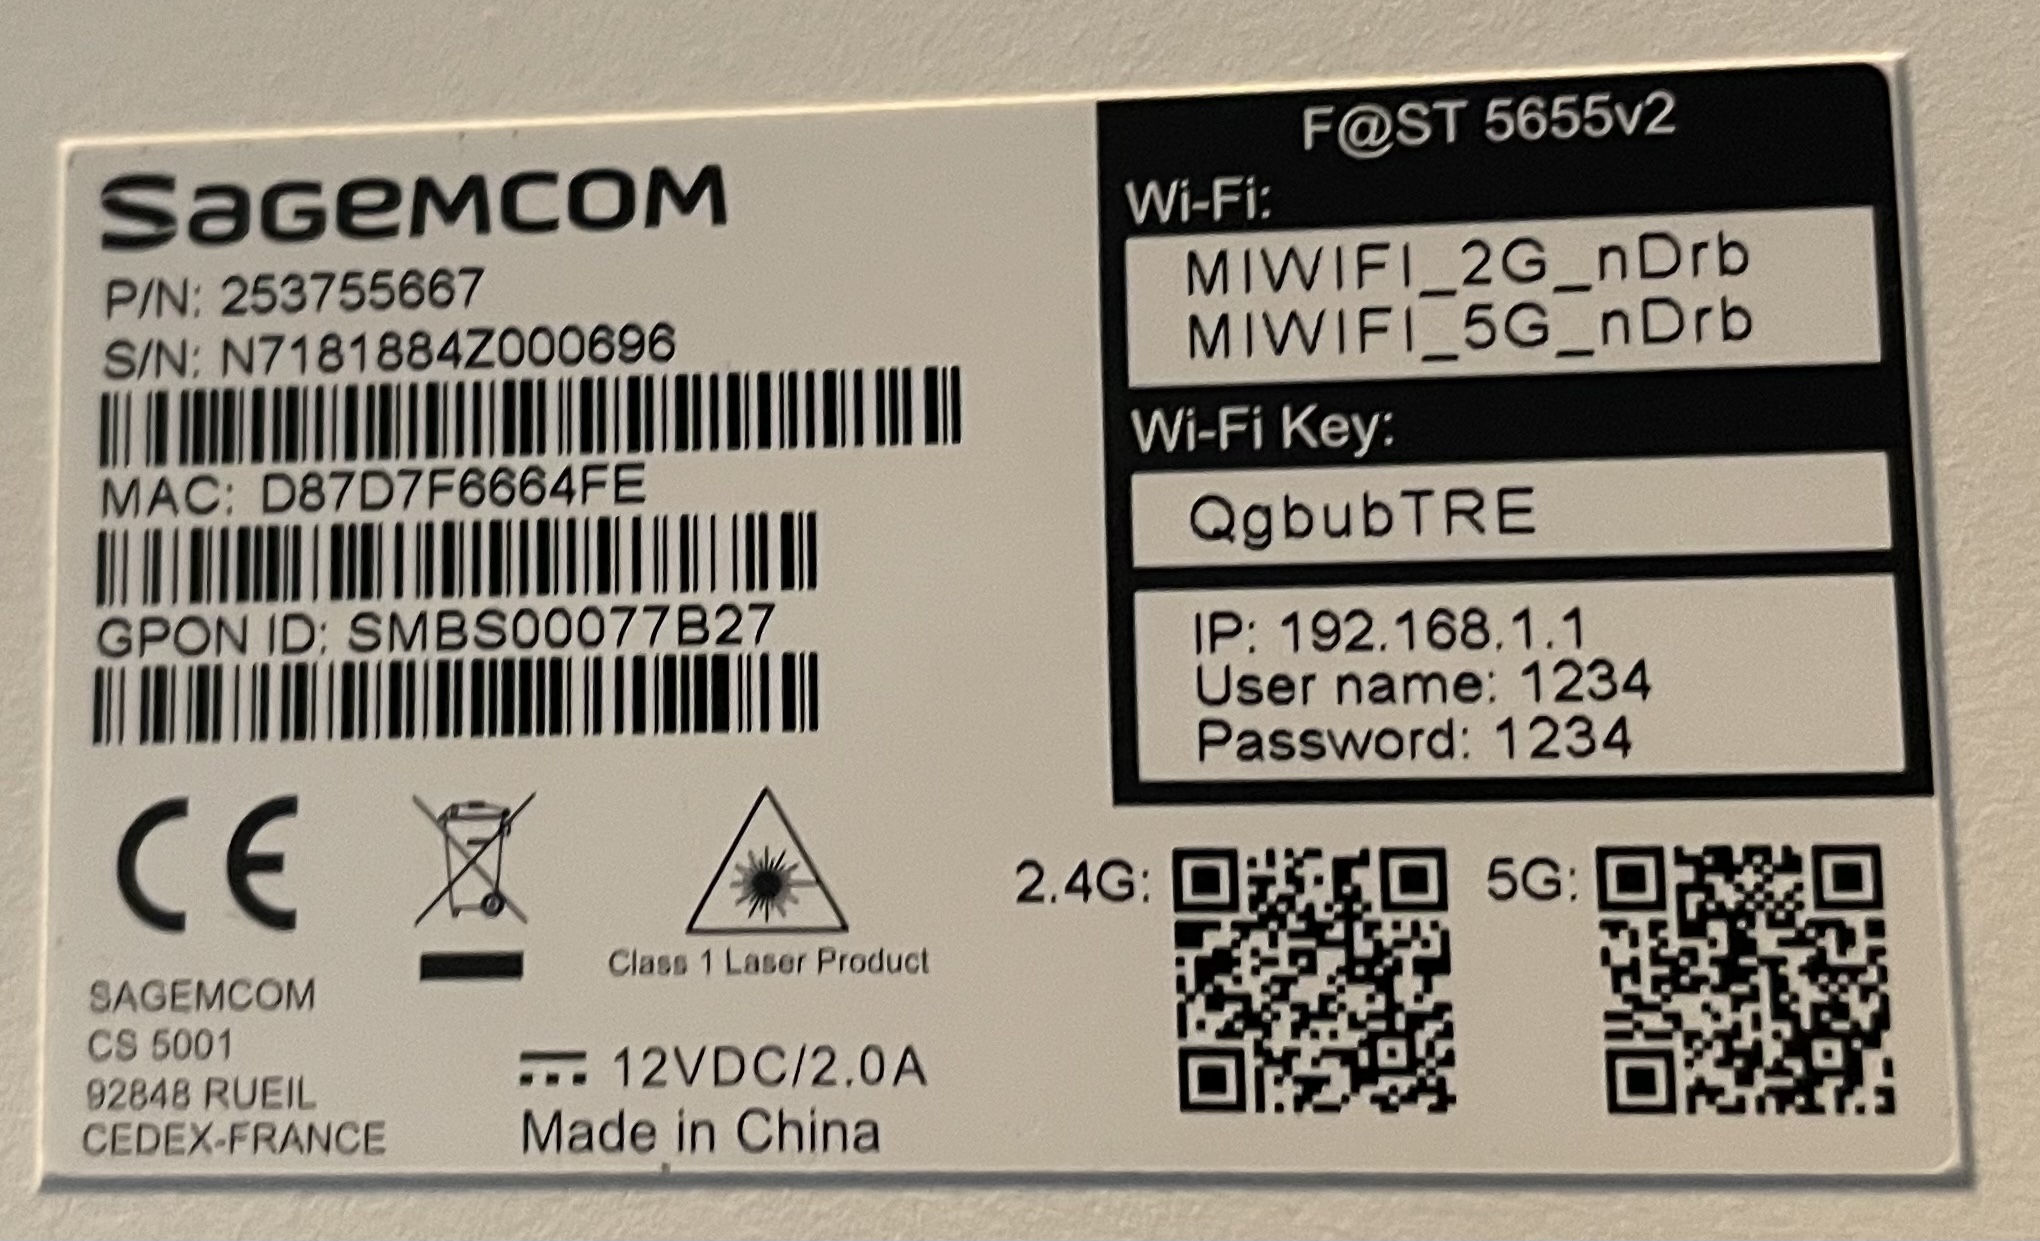 SAGEMCOM
P/N: 253755667
S/N: N7181884Z000696
MAC: D87D7F6664FE
GPON ID: SMBS00077B27
CE
Class 1 Laser Product
SAGEMCOM
CS 5001
92848 RUEIL
CEDEX-FRANCE
12VDC/2.0A
Made in China
F@ST 5655v2
Wi-Fi:
MIWIFI_2G_nDrb
MIWIFI_5G_nDrb
Wi-Fi Key:
QgbubTRE
IP: 192.168.1.1
User name: 1234
Password: 1234
2.4G:
5G: